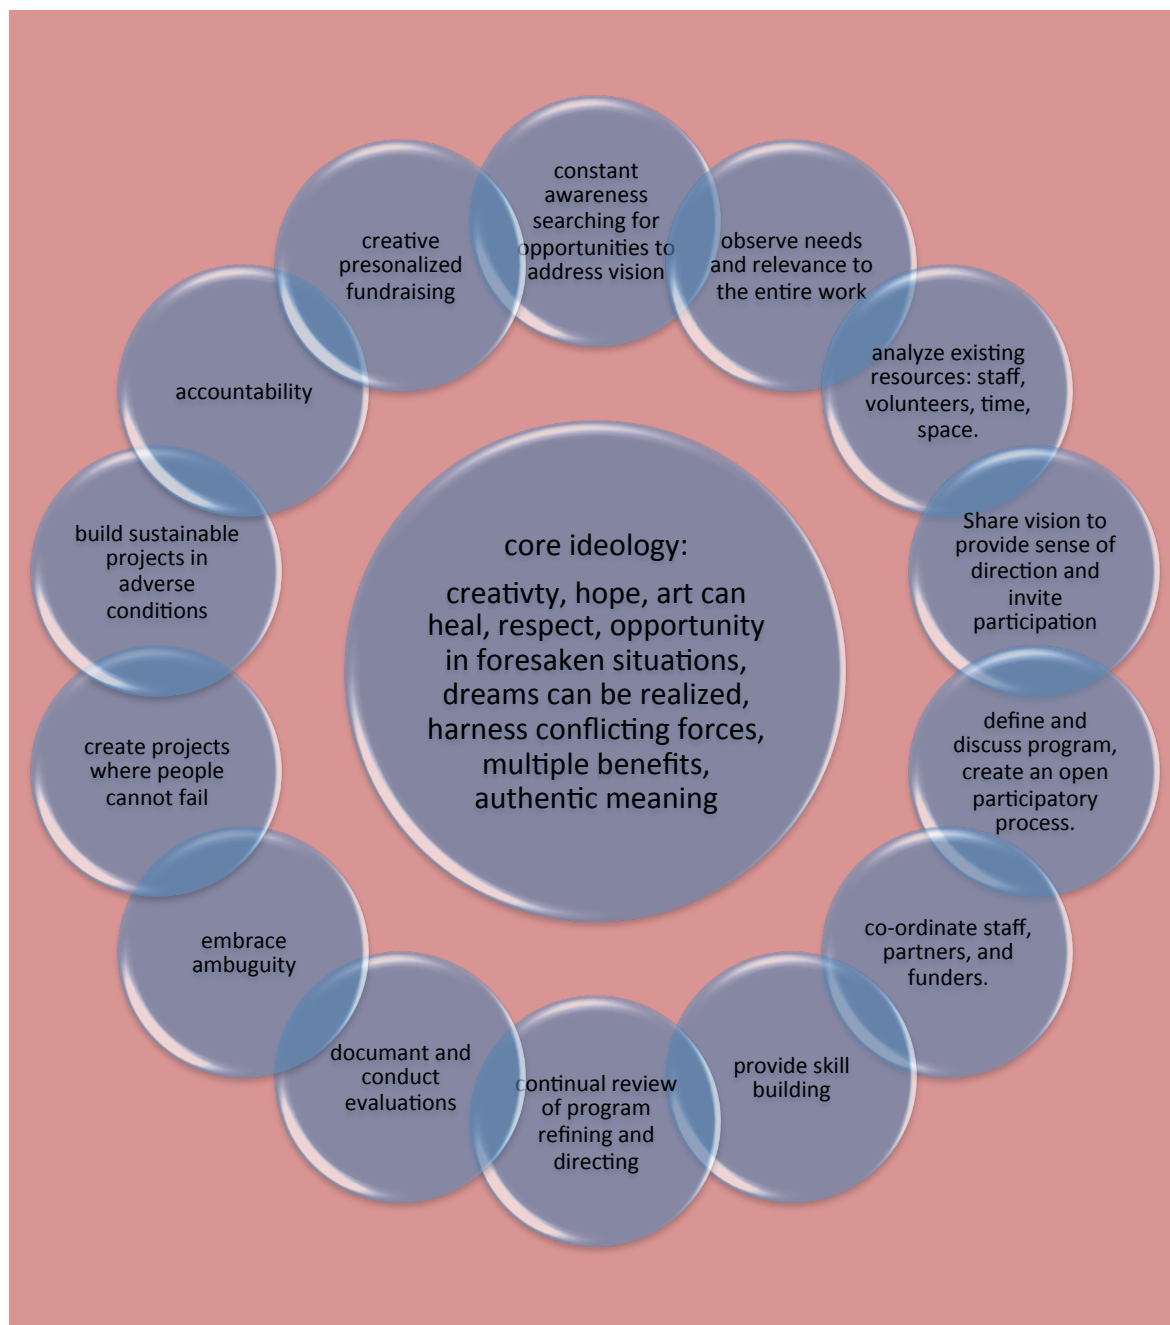 constant
awareness
searching for
opportunities to
address vision
observe needs
and relevance to
the entire work
analyze existing
resources: staff,
volunteers, time,
space.
Share vision to
provide sense of
direction and
invite
participation
define and
discuss program,
create an open
participatory
process.
co-ordinate staff,
partners, and
funders.
provide skill
building
continual review
of program
refining and
directing
documant and
conduct
evaluations
embrace
ambuguity
create projects
where people
cannot fail
build sustainable
projects in
adverse
conditions
accountability
creative
presonalized
fundraising
core ideology:
creativty, hope, art can
heal, respect, opportunity
in foresaken situations,
dreams can be realized,
harness conflicting forces,
multiple benefits,
authentic meaning